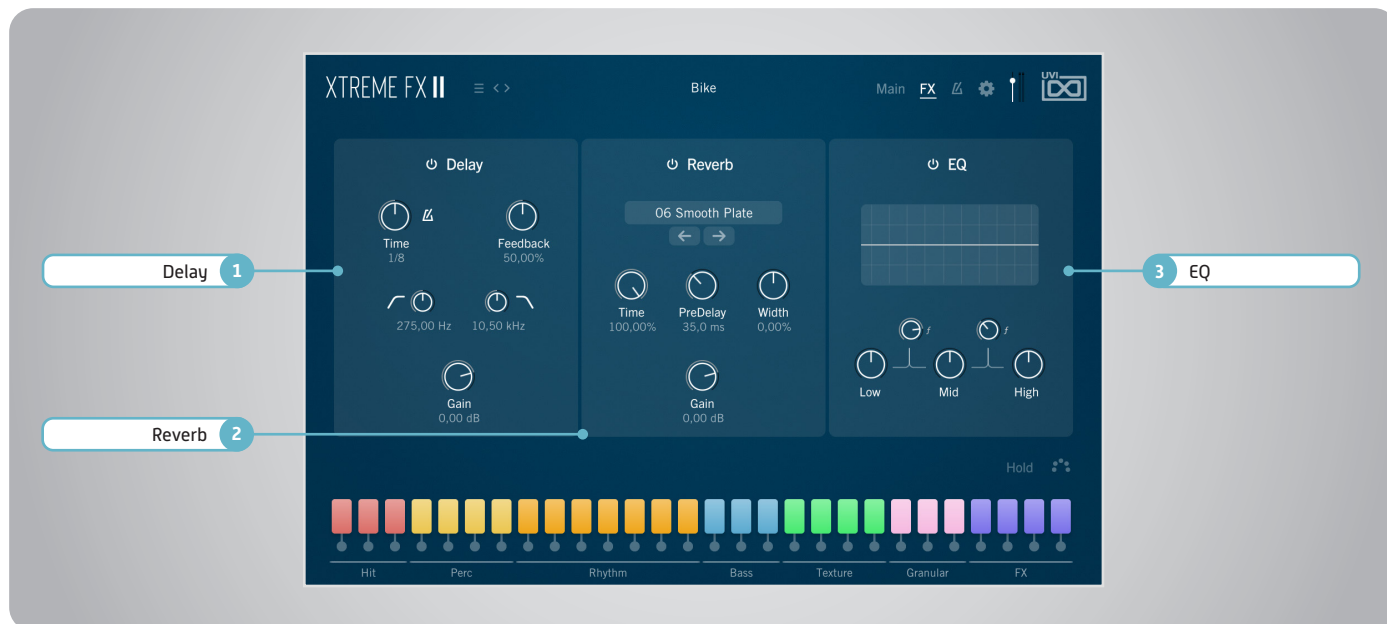 XTREME FX II
Bike
Main FX
UVI
Delay
Time
1/8
Feedback
50,00%
275,00 Hz
10,50 kHz
Gain
0,00 dB
Reverb
06 Smooth Plate
Time
100,00%
PreDelay
35,0 ms
Width
0,00%
Gain
0,00 dB
EQ
f
f
Low
Mid
High
Delay 1
Reverb 2
3 EQ
Hold
Hit Perc Rhythm Bass Texture Granular FX